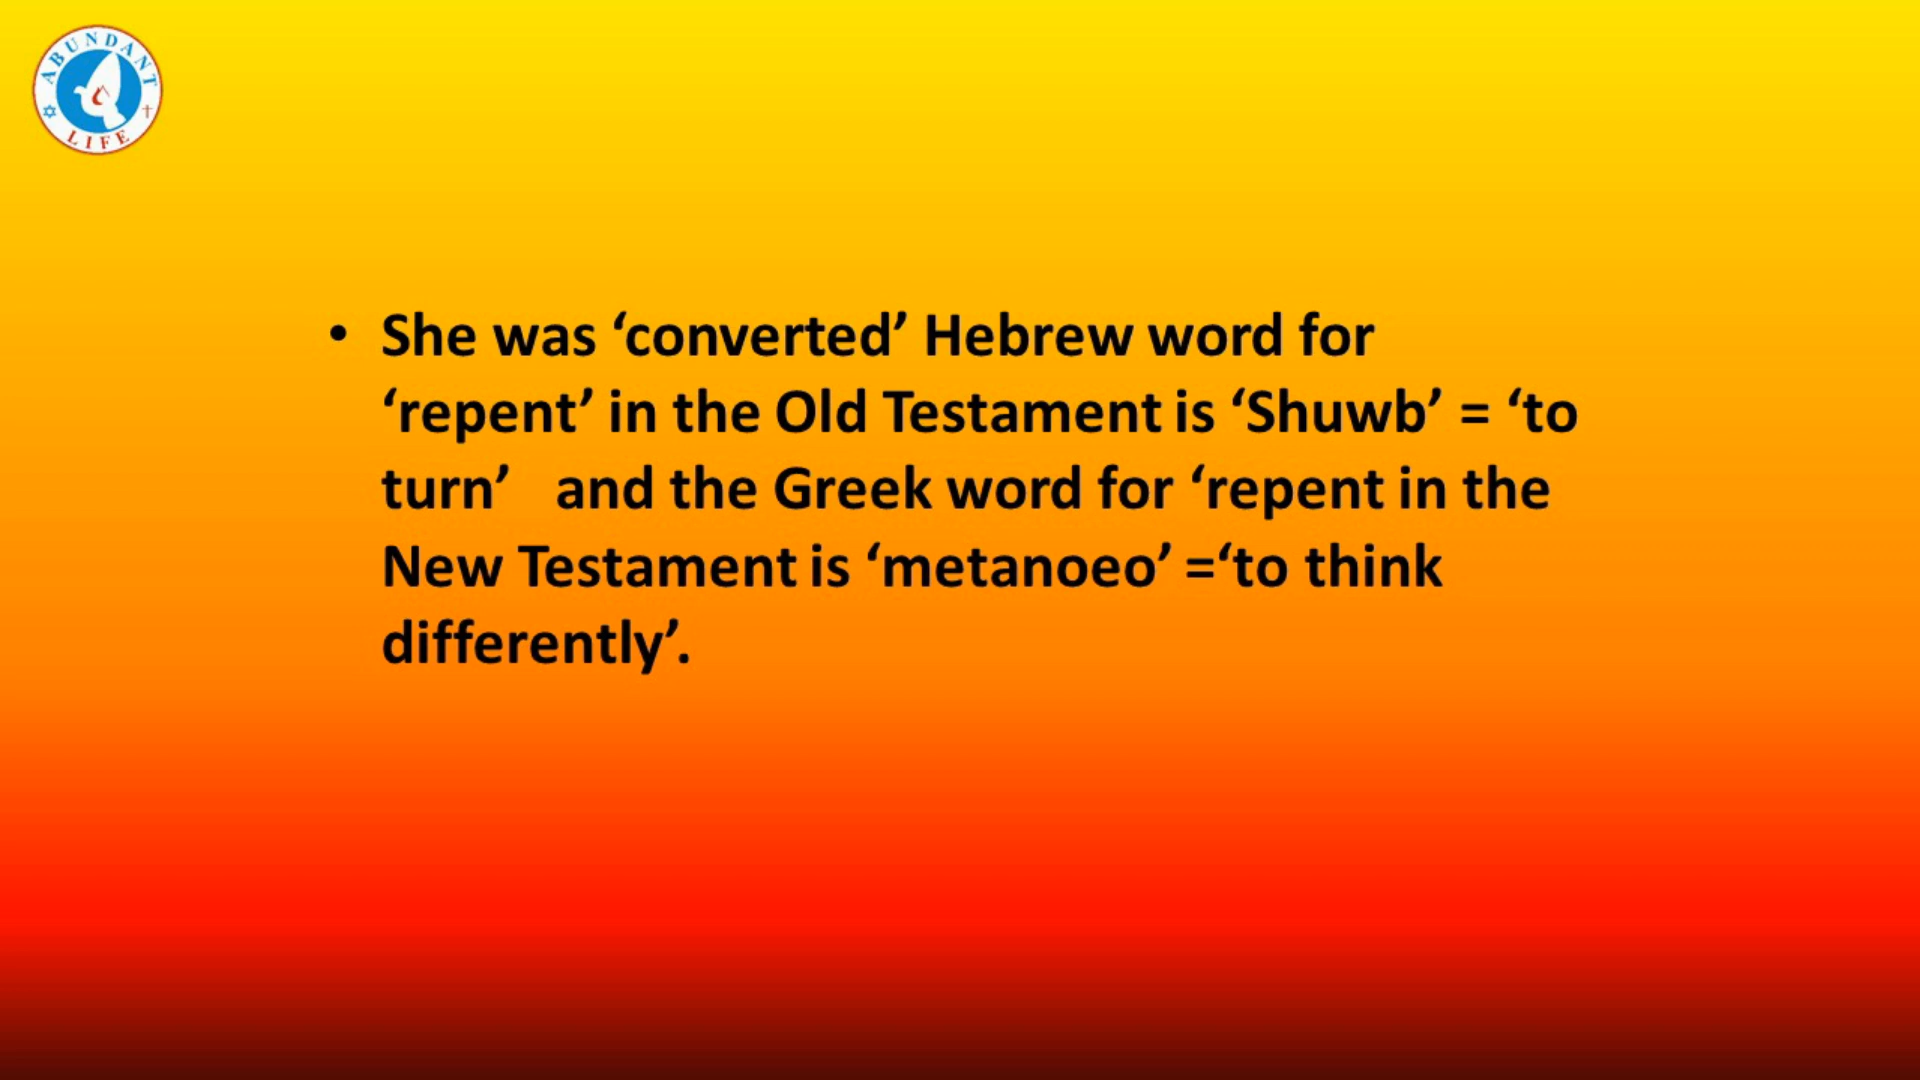 ABUNDANT
LIFE
• She was ‘converted’ Hebrew word for
‘repent’ in the Old Testament is ‘Shuwb’ = ‘to
turn’   and the Greek word for ‘repent in the
New Testament is ‘metanoeo’ =‘to think
differently’.